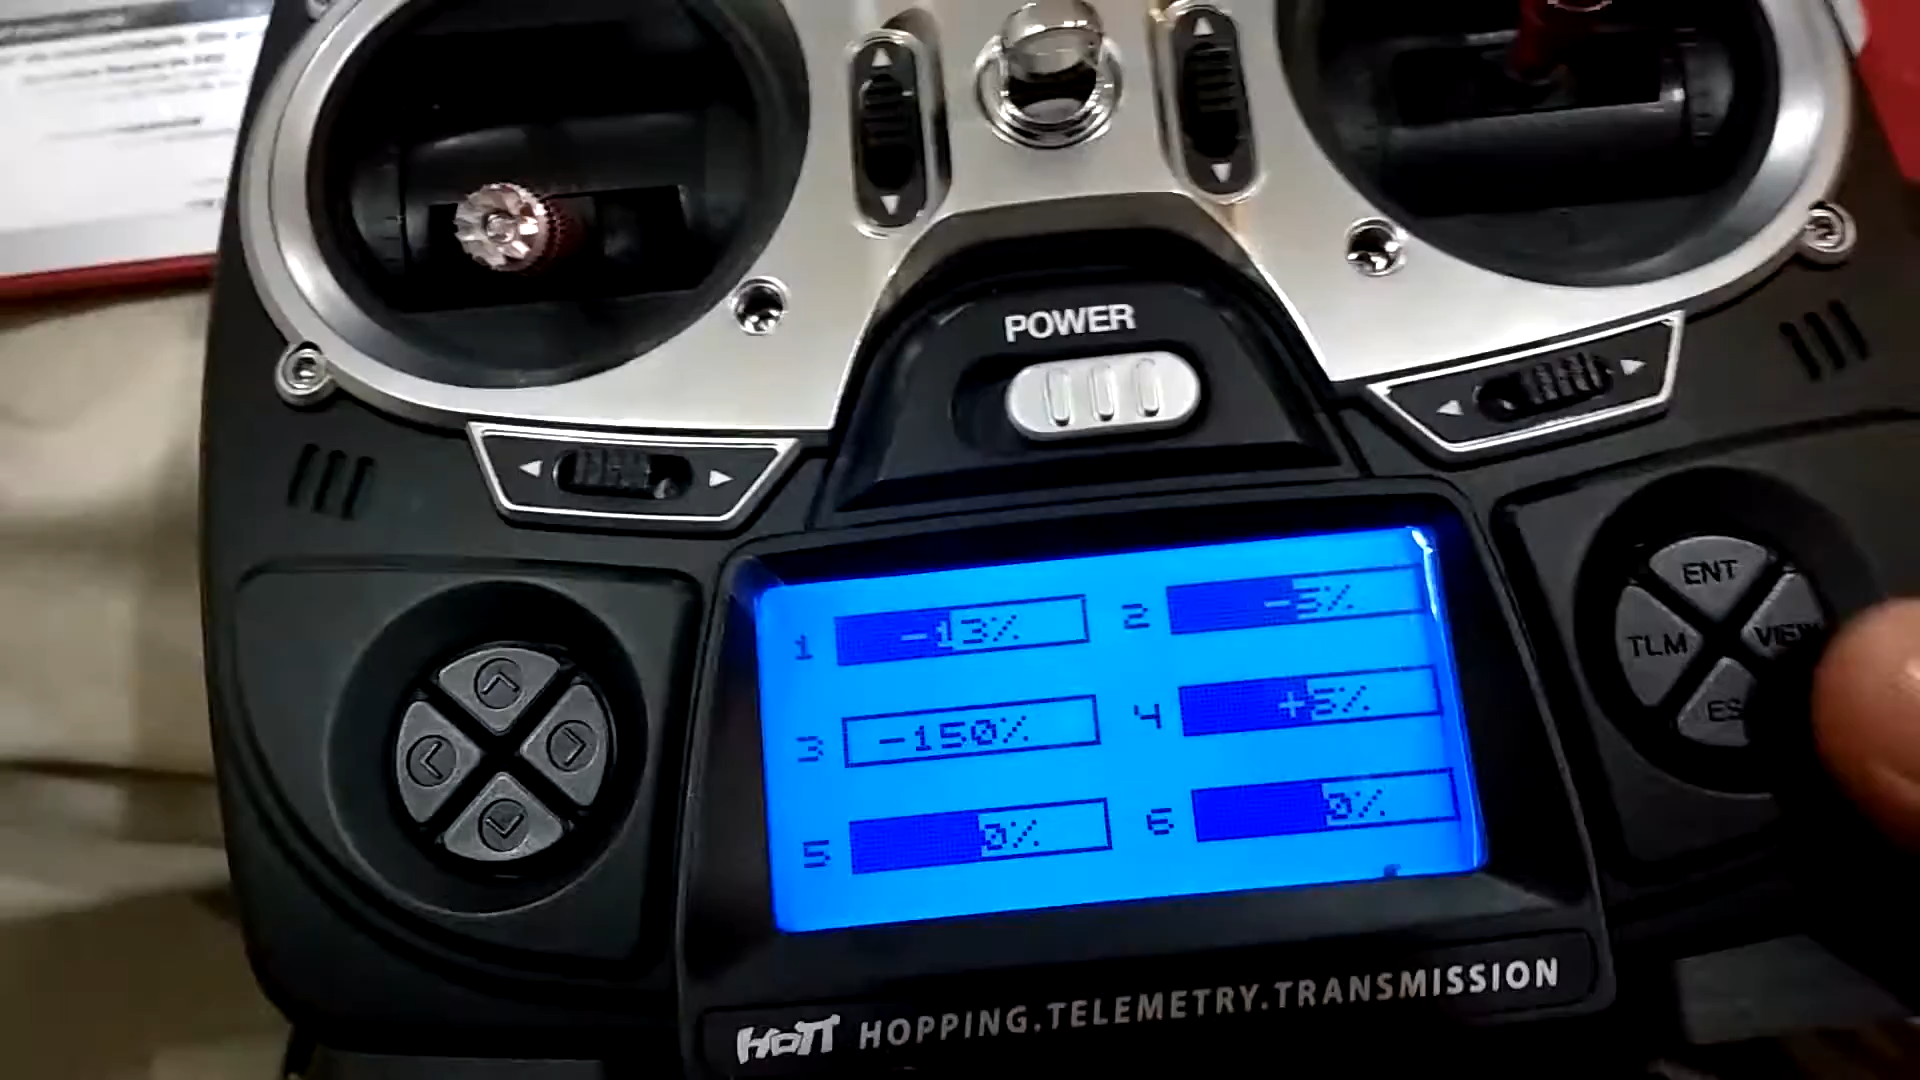 POWER
ENT
TLM
VIEW
ES
1 -13% 2 -5%
3 -150% 4 +5%
5 0% 6 0%
HoTT HOPPING.TELEMETRY.TRANSMISSION